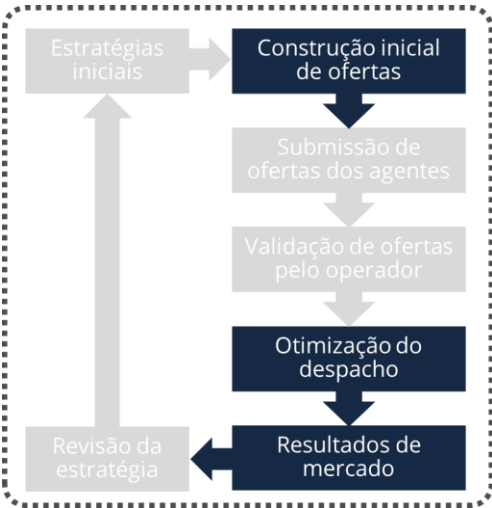 Estratégias
iniciais
Construção inicial
de ofertas
Submissão de
ofertas dos agentes
Validação de ofertas
pelo operador
Otimização do
despacho
Resultados de
mercado
Revisão da
estratégia